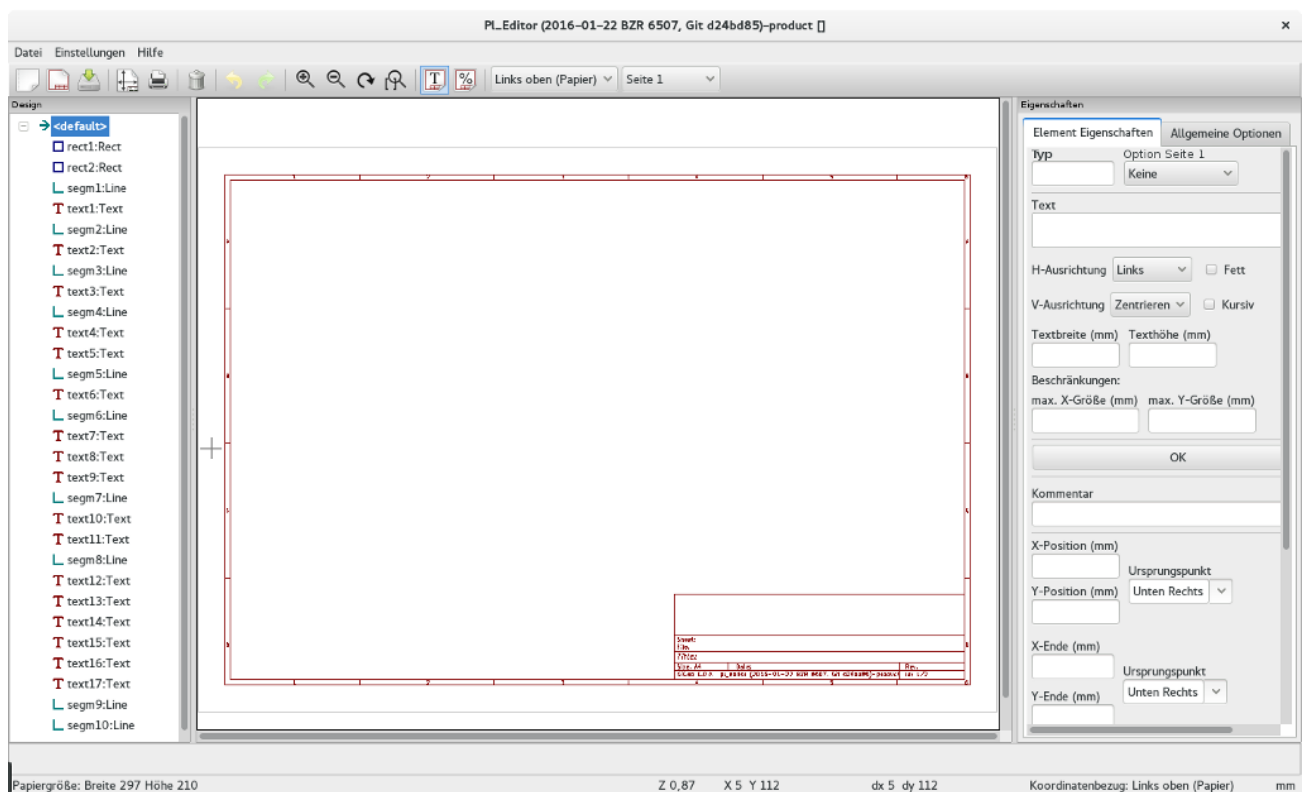 Pl_Editor (2016-01-22 BZR 6507, Git d24bd85)-product []
Datei Einstellungen Hilfe
Links oben (Papier) Seite 1
Design
<default>
rect1:Rect
rect2:Rect
segm1:Line
text1:Text
segm2:Line
text2:Text
segm3:Line
text3:Text
segm4:Line
text4:Text
text5:Text
segm5:Line
text6:Text
segm6:Line
text7:Text
text8:Text
text9:Text
segm7:Line
text10:Text
text11:Text
segm8:Line
text12:Text
text13:Text
text14:Text
text15:Text
text16:Text
text17:Text
segm9:Line
segm10:Line
Sheet:
File:
Title:
Size: A4 Date: Rev:
Eigenschaften
Element Eigenschaften Allgemeine Optionen
Typ Option Seite 1
Keine
Text
H-Ausrichtung Links Fett
V-Ausrichtung Zentrieren Kursiv
Textbreite (mm) Texthöhe (mm)
Beschränkungen:
max. X-Größe (mm) max. Y-Größe (mm)
OK
Kommentar
X-Position (mm)
Ursprungspunkt
Y-Position (mm) Unten Rechts
X-Ende (mm)
Ursprungspunkt
Y-Ende (mm) Unten Rechts
Papiergröße: Breite 297 Höhe 210 Z 0,87 X 5 Y 112 dx 5 dy 112 Koordinatenbezug: Links oben (Papier) mm